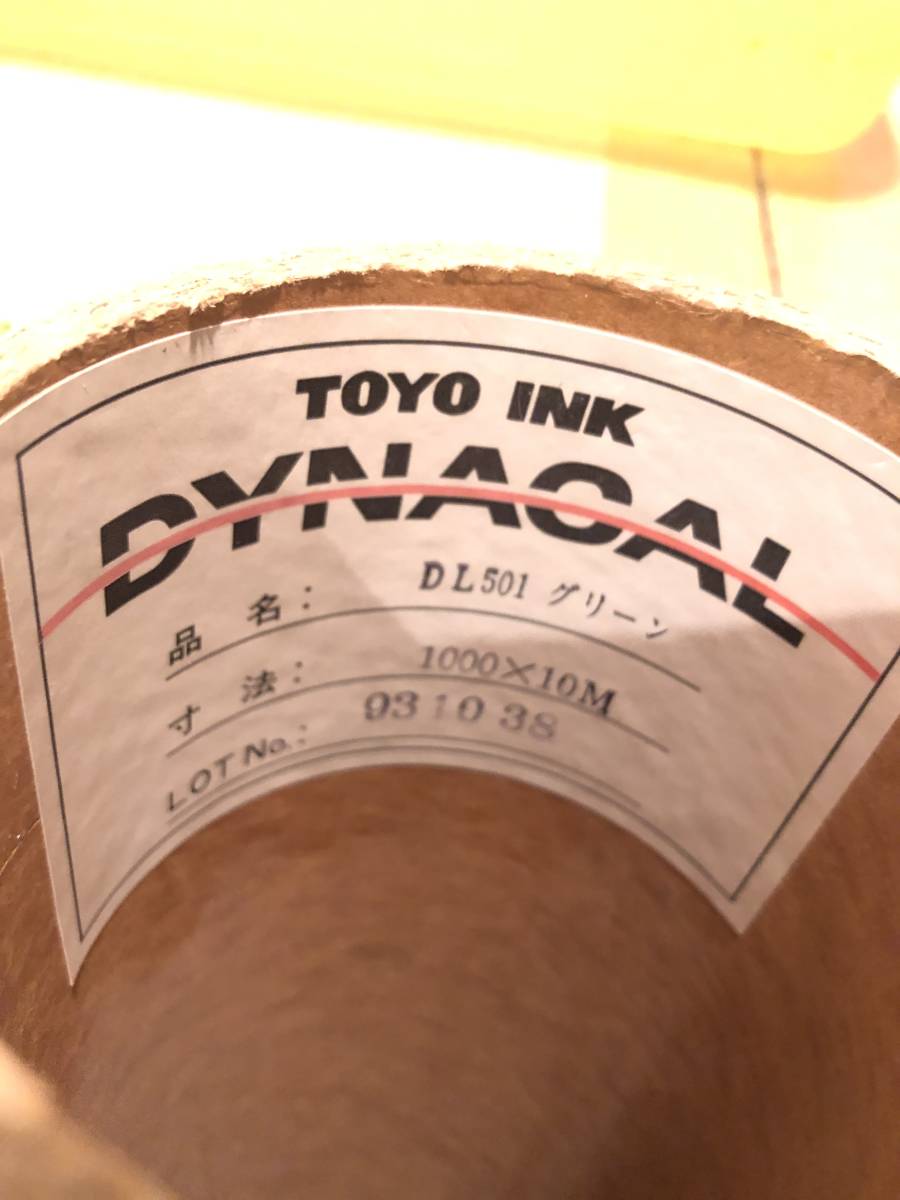 TOYO INK
DYNACAL
品 名: DL501 グリーン
寸 法: 1000×10M
LOT No.: 931038